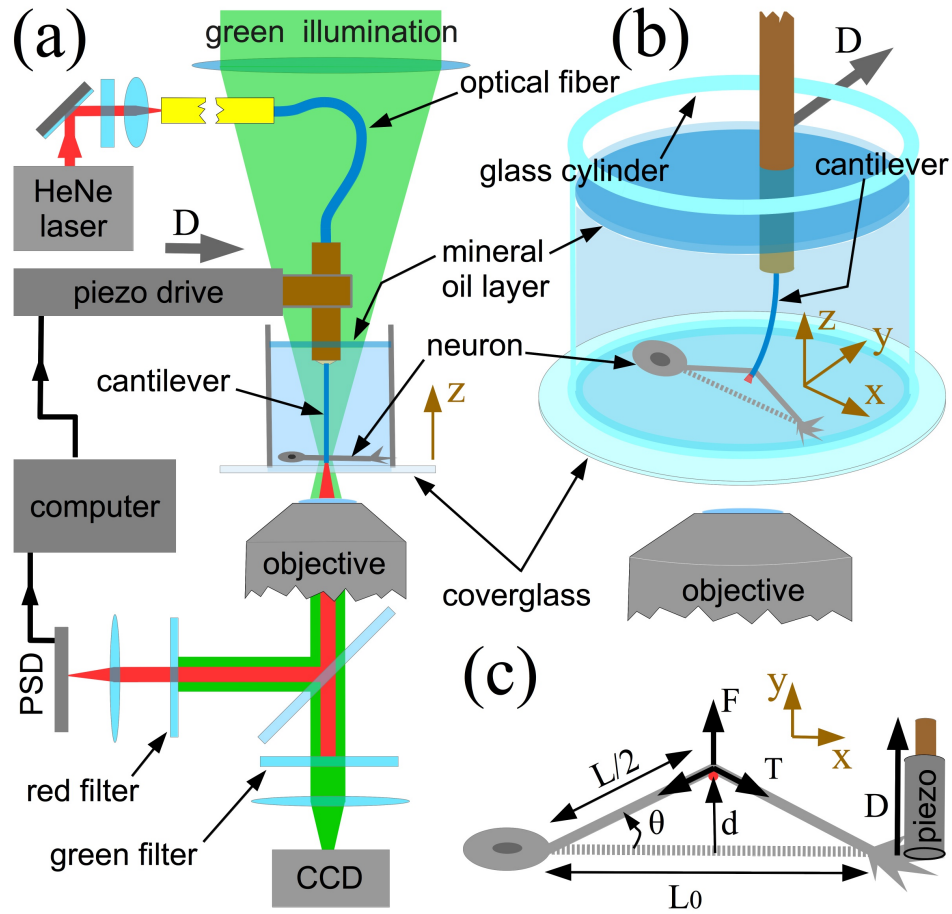 (a)
green illumination
optical fiber
HeNe
laser
D
piezo drive
mineral
oil layer
neuron
cantilever
z
computer
objective
coverglass
PSD
red filter
green filter
CCD
(b)
D
glass cylinder
cantilever
z
y
x
objective
(c)
F
y
x
L/2
T
D
piezo
θ
d
L0